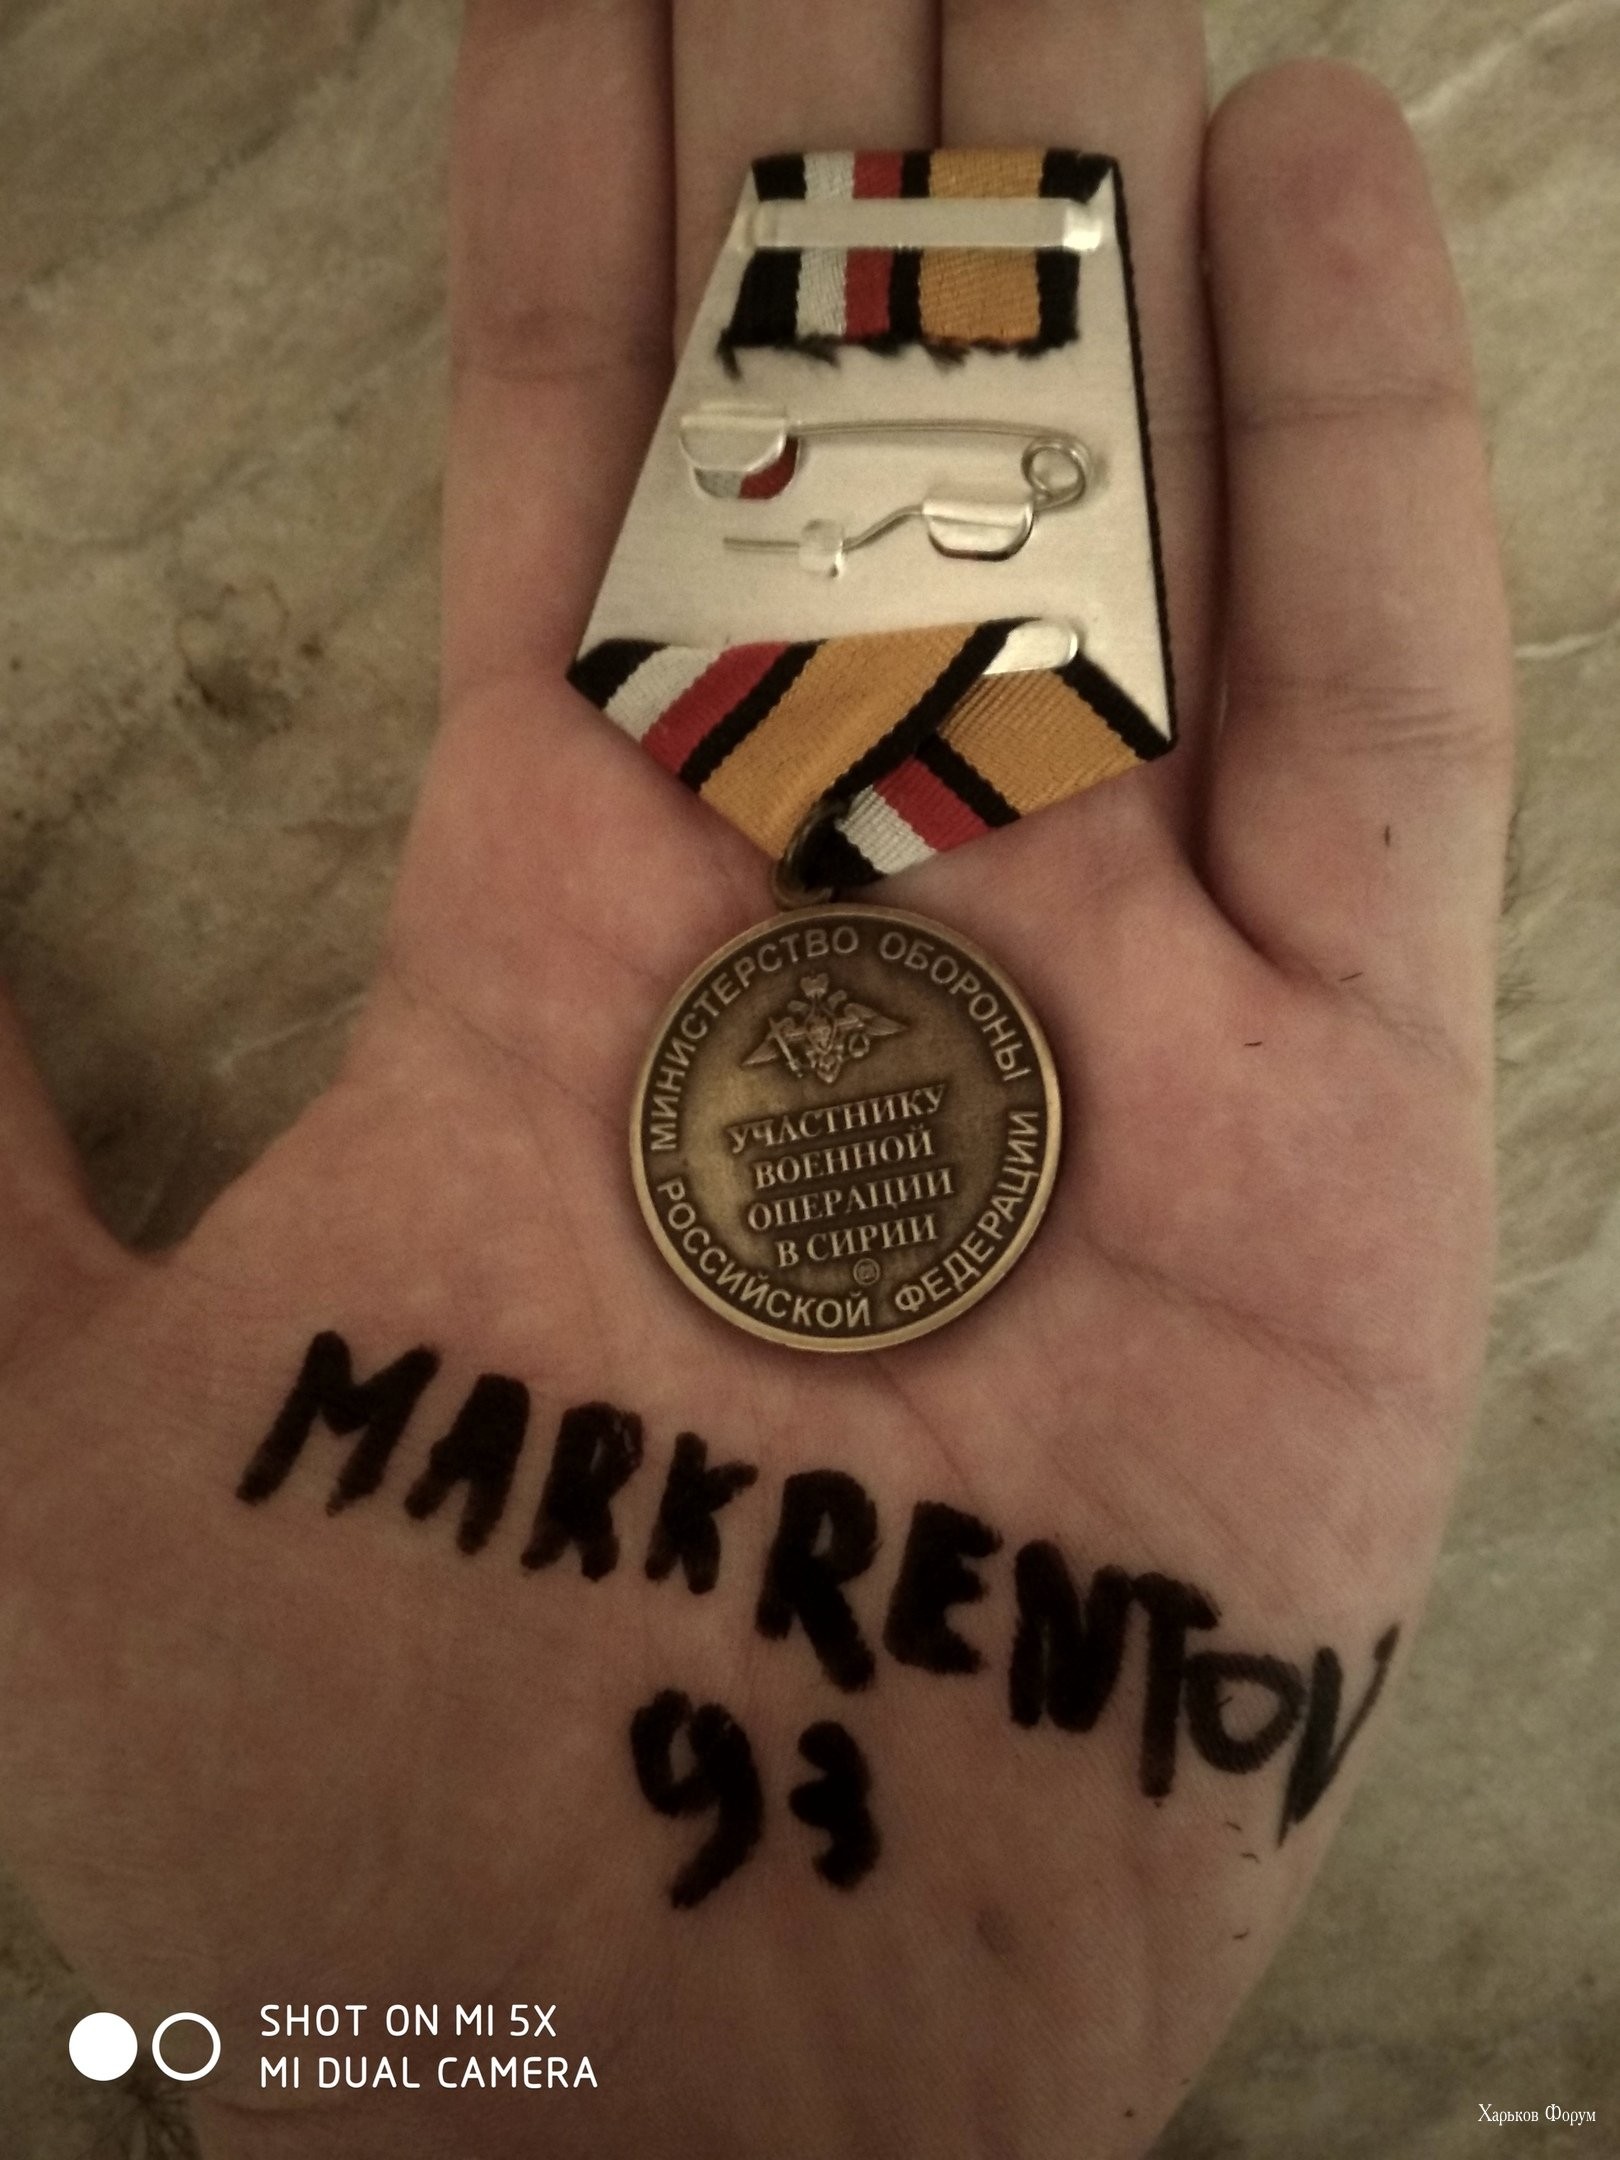 МИНИСТЕРСТВО ОБОРОНЫ
РОССИЙСКОЙ ФЕДЕРАЦИИ
УЧАСТНИКУ
ВОЕННОЙ
ОПЕРАЦИИ
В СИРИИ
MARKRENTOV
93
SHOT ON MI 5X
MI DUAL CAMERA
Харьков Форум